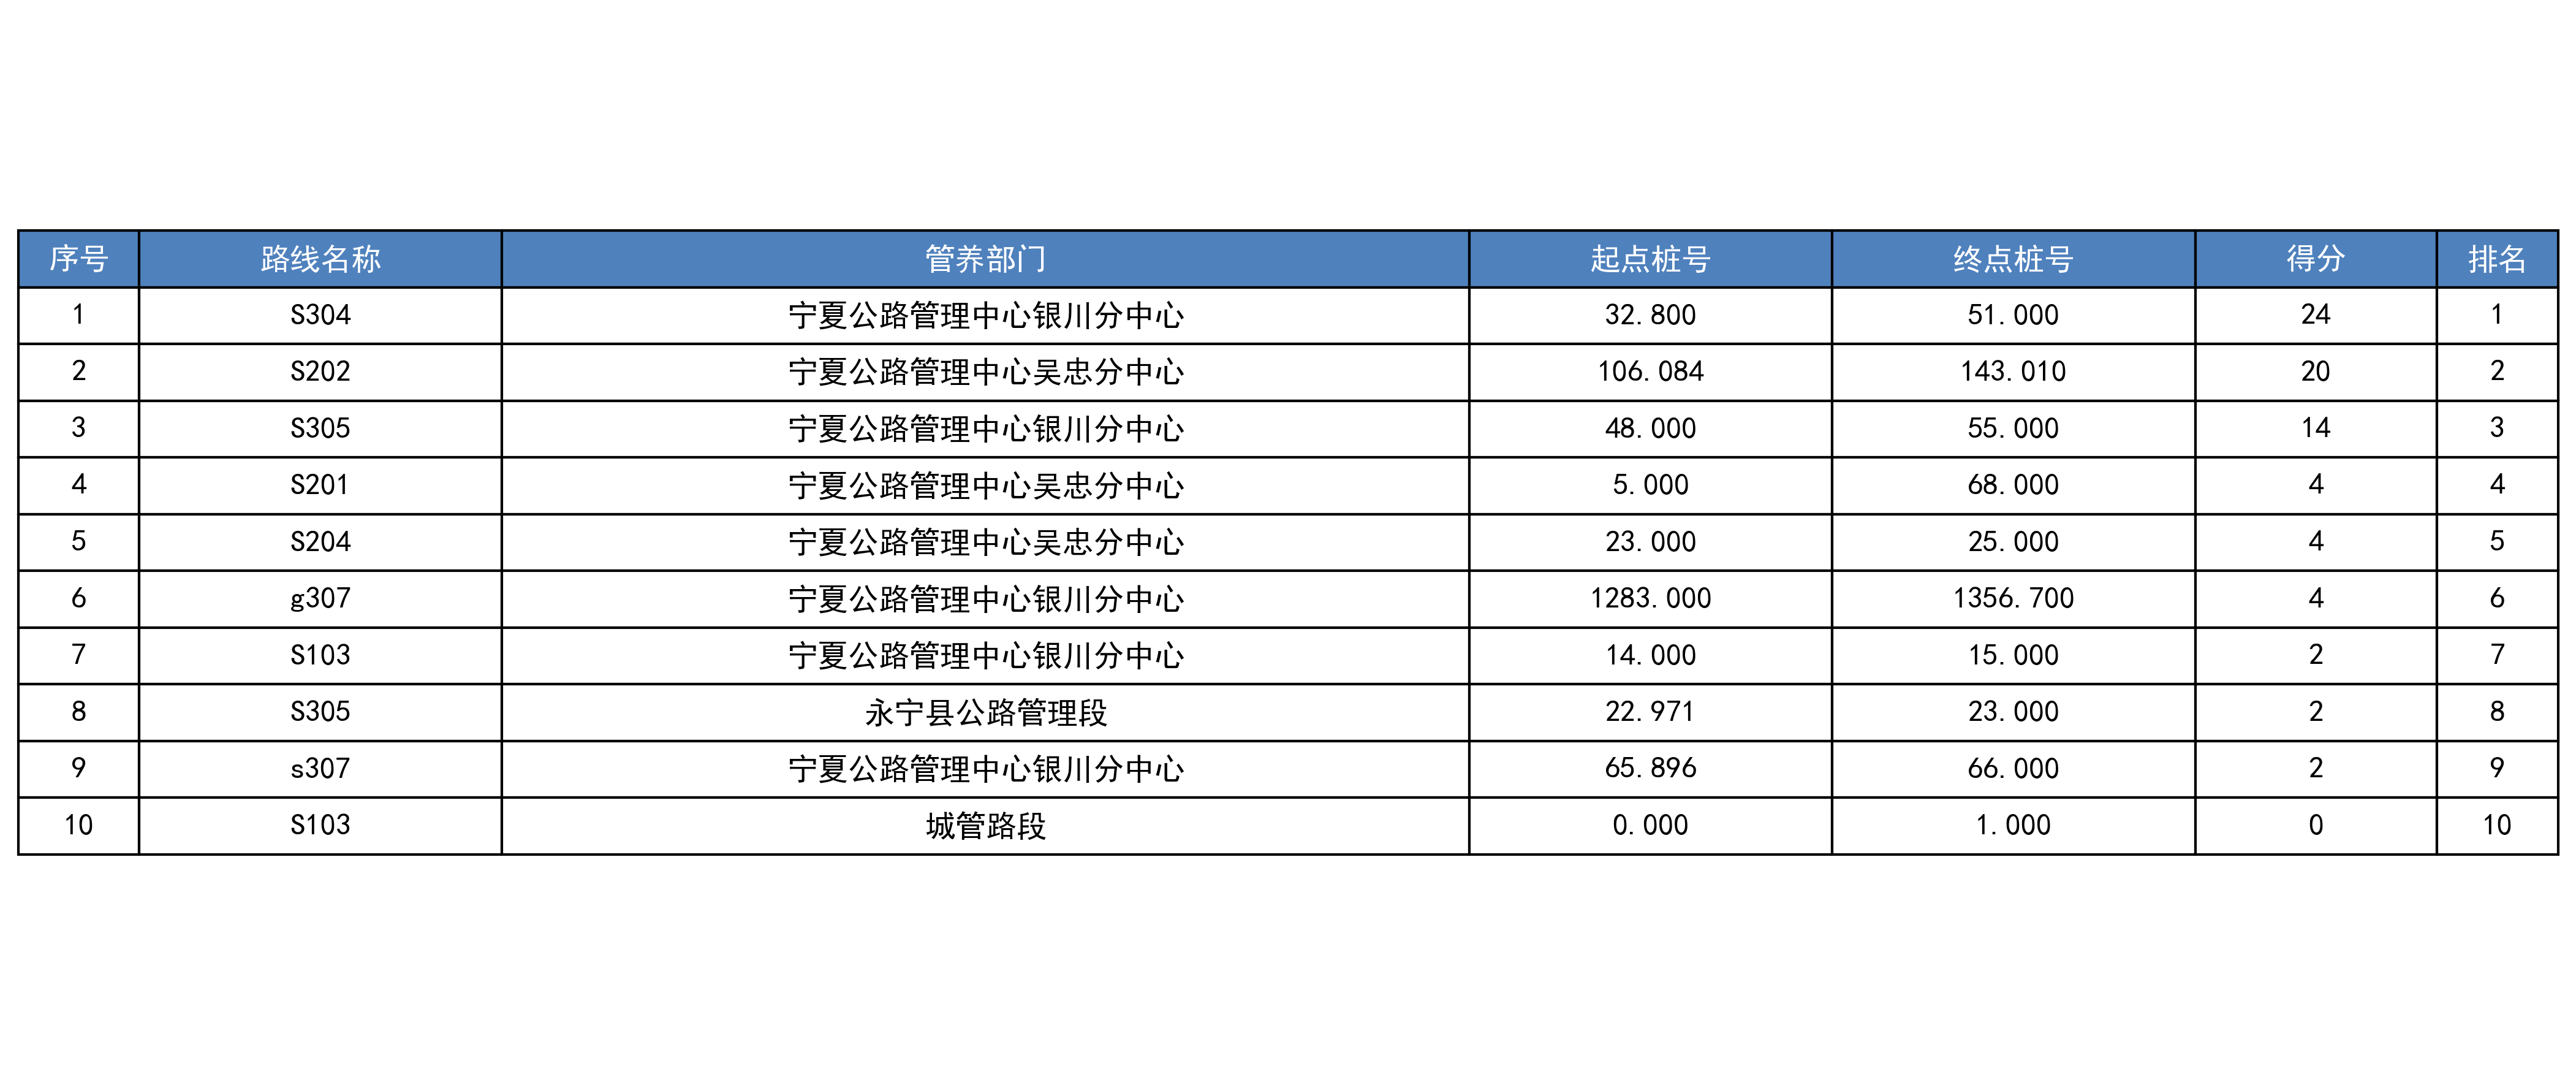 序号 路线名称 管养部门 起点桩号 终点桩号 得分 排名
1 S304 宁夏公路管理中心银川分中心 32.800 51.000 24 1
2 S202 宁夏公路管理中心吴忠分中心 106.084 143.010 20 2
3 S305 宁夏公路管理中心银川分中心 48.000 55.000 14 3
4 S201 宁夏公路管理中心吴忠分中心 5.000 68.000 4 4
5 S204 宁夏公路管理中心吴忠分中心 23.000 25.000 4 5
6 g307 宁夏公路管理中心银川分中心 1283.000 1356.700 4 6
7 S103 宁夏公路管理中心银川分中心 14.000 15.000 2 7
8 S305 永宁县公路管理段 22.971 23.000 2 8
9 s307 宁夏公路管理中心银川分中心 65.896 66.000 2 9
10 S103 城管路段 0.000 1.000 0 10